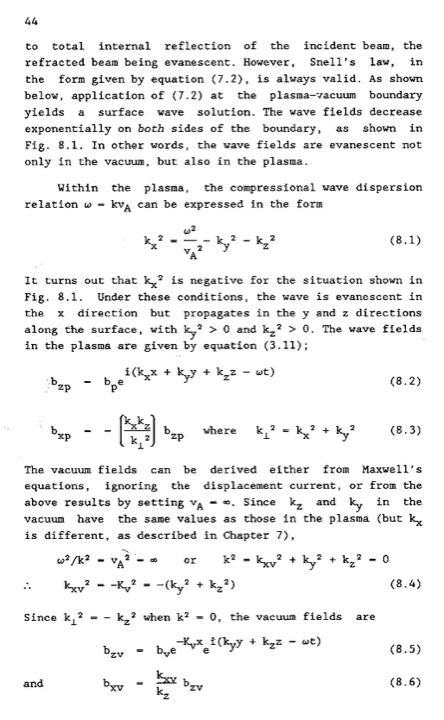 44
to total internal reflection of the incident beam, the
refracted beam being evanescent. However, Snell's law, in
the form given by equation (7.2), is always valid. As shown
below, application of (7.2) at the plasma-vacuum boundary
yields a surface wave solution. The wave fields decrease
exponentially on both sides of the boundary, as shown in
Fig. 8.1. In other words, the wave fields are evanescent not
only in the vacuum, but also in the plasma.
Within the plasma, the compressional wave dispersion
relation ω = kv_A can be expressed in the form
k_x² = ω²/v_A² - k_y² - k_z² (8.1)
It turns out that k_x² is negative for the situation shown in
Fig. 8.1. Under these conditions, the wave is evanescent in
the x direction but propagates in the y and z directions
along the surface, with k_y² > 0 and k_z² > 0. The wave fields
in the plasma are given by equation (3.11);
b_zp = b_p e^i(k_x x + k_y y + k_z z - ωt) (8.2)
b_xp = - (k_x k_z / k_⊥²) b_zp where k_⊥² = k_x² + k_y² (8.3)
The vacuum fields can be derived either from Maxwell's
equations, ignoring the displacement current, or from the
above results by setting v_A = ∞. Since k_z and k_y in the
vacuum have the same values as those in the plasma (but k_x
is different, as described in Chapter 7),
ω²/k² = v_A² = ∞ or k² = k_xv² + k_y² + k_z² = 0
∴ k_xv² = -K_v² = -(k_y² + k_z²) (8.4)
Since k_⊥² = - k_z² when k² = 0, the vacuum fields are
b_zv = b_v e^-K_v x e^i(k_y y + k_z z - ωt) (8.5)
and b_xv = k_xv/k_z b_zv (8.6)